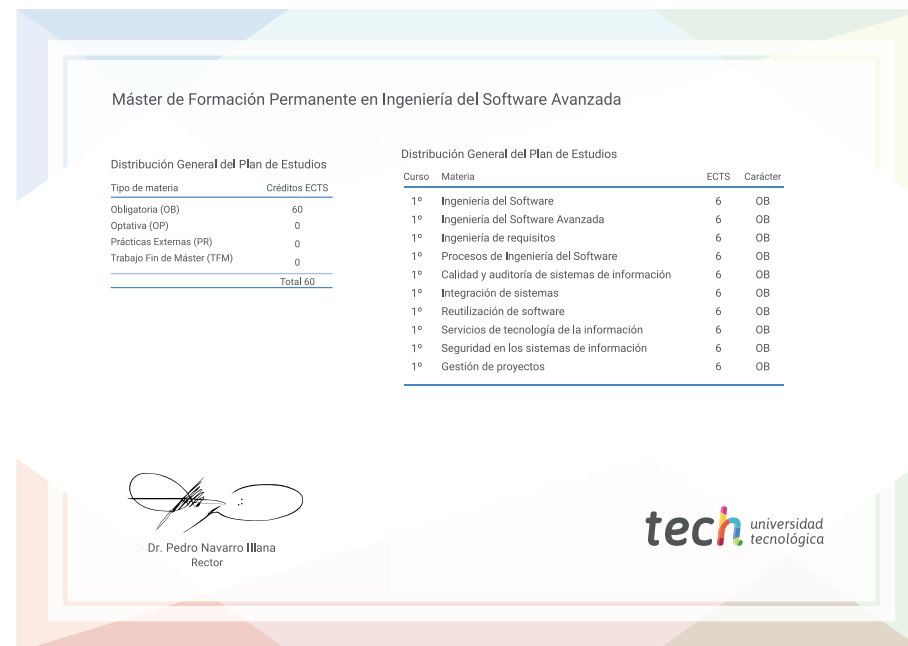 Máster de Formación Permanente en Ingeniería del Software Avanzada
Distribución General del Plan de Estudios
Tipo de materia Créditos ECTS
Obligatoria (OB) 60
Optativa (OP) 0
Prácticas Externas (PR) 0
Trabajo Fin de Máster (TFM) 0
Total 60
Distribución General del Plan de Estudios
Curso Materia ECTS Carácter
1º Ingeniería del Software 6 OB
1º Ingeniería del Software Avanzada 6 OB
1º Ingeniería de requisitos 6 OB
1º Procesos de Ingeniería del Software 6 OB
1º Calidad y auditoría de sistemas de información 6 OB
1º Integración de sistemas 6 OB
1º Reutilización de software 6 OB
1º Servicios de tecnología de la información 6 OB
1º Seguridad en los sistemas de información 6 OB
1º Gestión de proyectos 6 OB
Dr. Pedro Navarro Illana
Rector
tech universidad
tecnológica